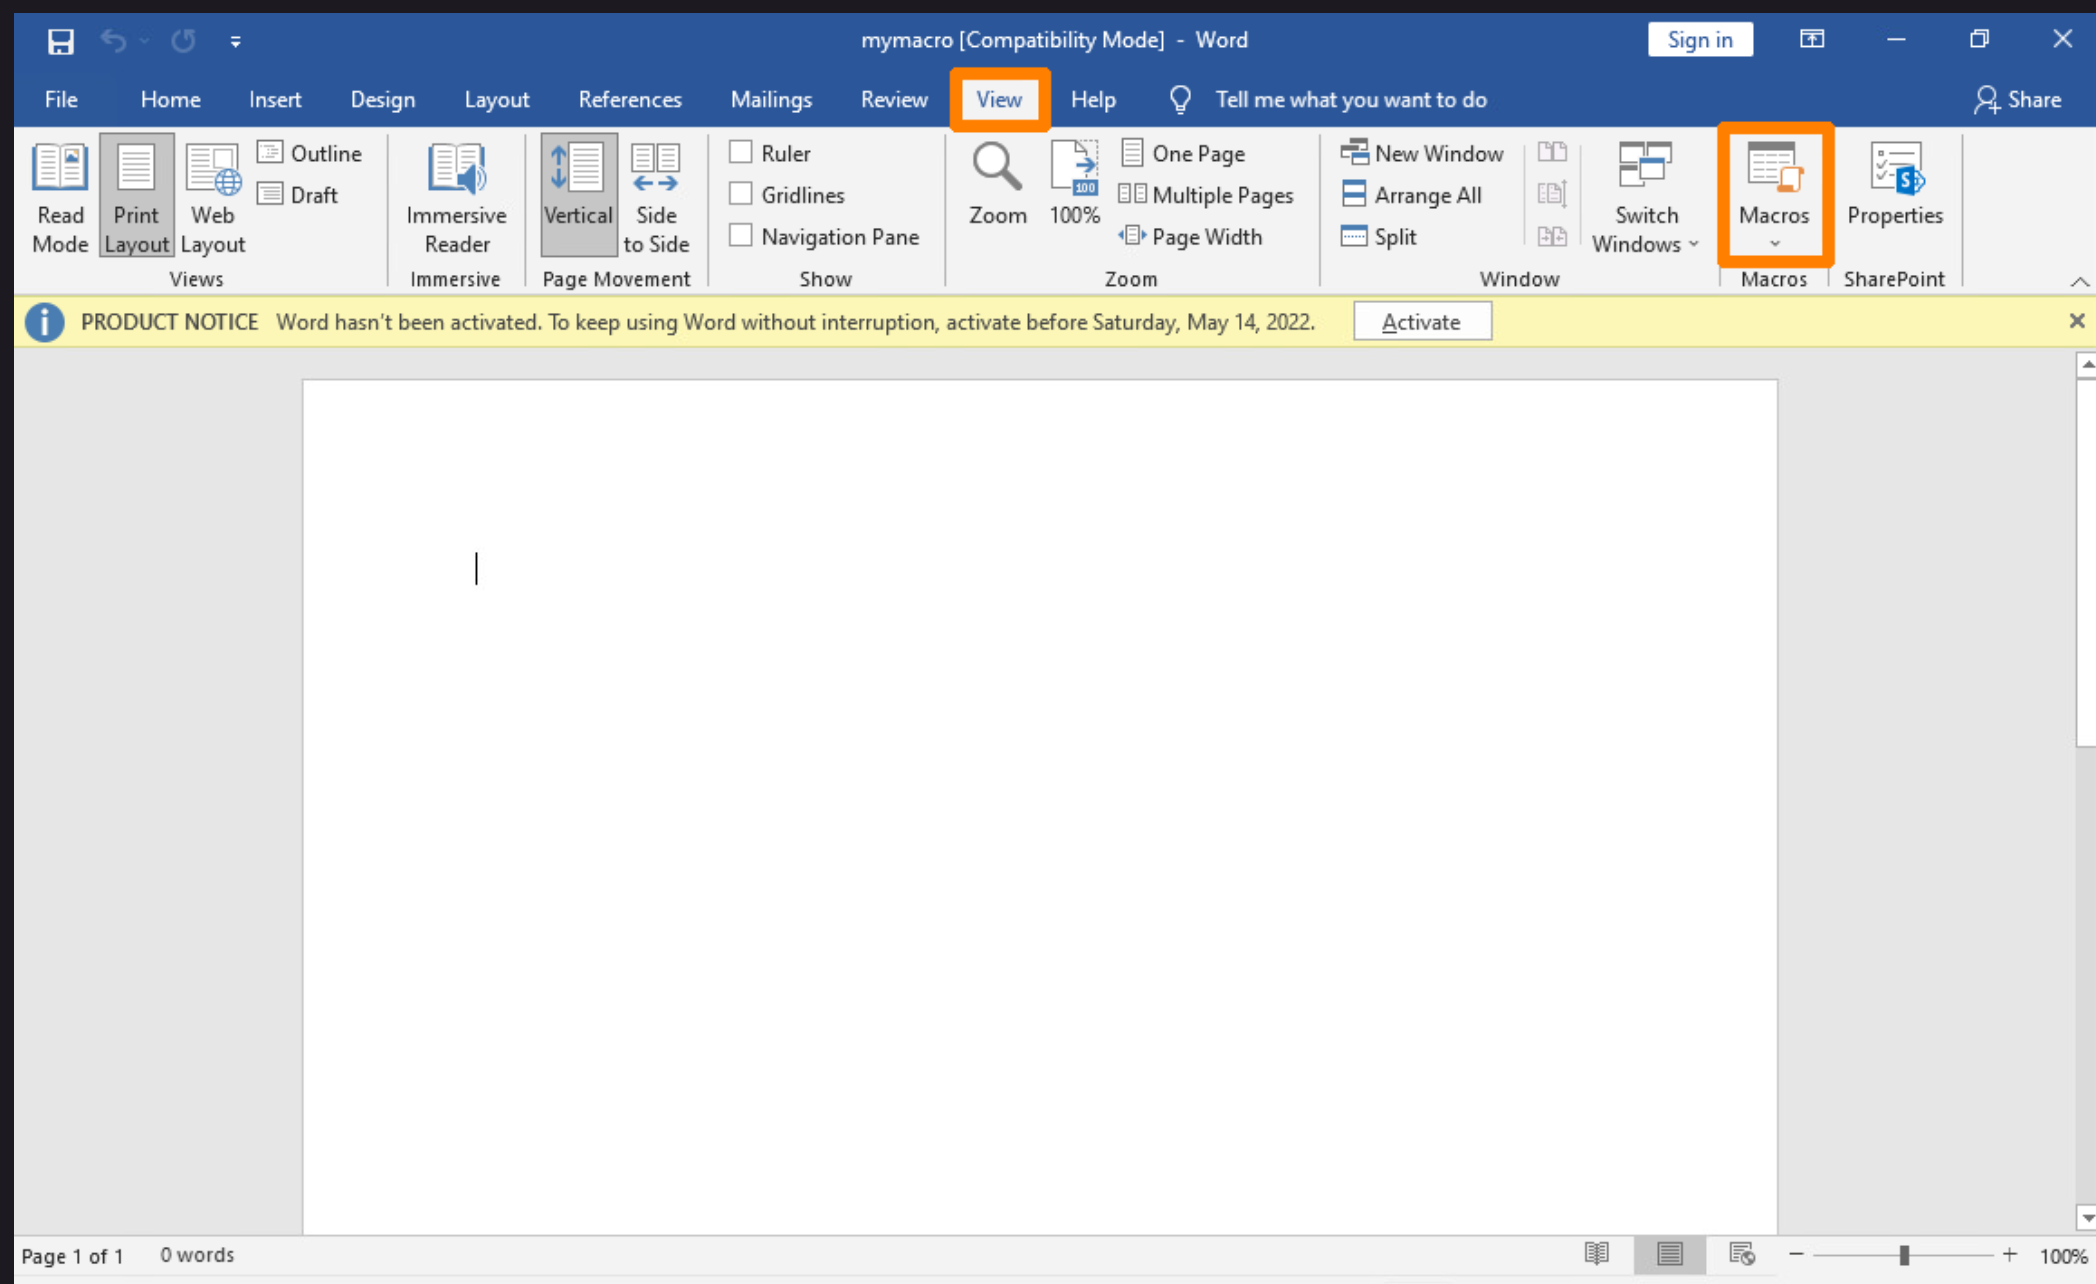 mymacro [Compatibility Mode] - Word
Sign in
File Home Insert Design Layout References Mailings Review View Help Tell me what you want to do Share
Read Mode
Print Layout
Web Layout
Outline
Draft
Views
Immersive Reader
Immersive
Vertical
Side to Side
Page Movement
Ruler
Gridlines
Navigation Pane
Show
Zoom
100
100%
One Page
Multiple Pages
Page Width
Zoom
New Window
Arrange All
Split
Switch Windows
Window
Macros
Macros
S
Properties
SharePoint
PRODUCT NOTICE Word hasn't been activated. To keep using Word without interruption, activate before Saturday, May 14, 2022.
Activate
Page 1 of 1 0 words
100%